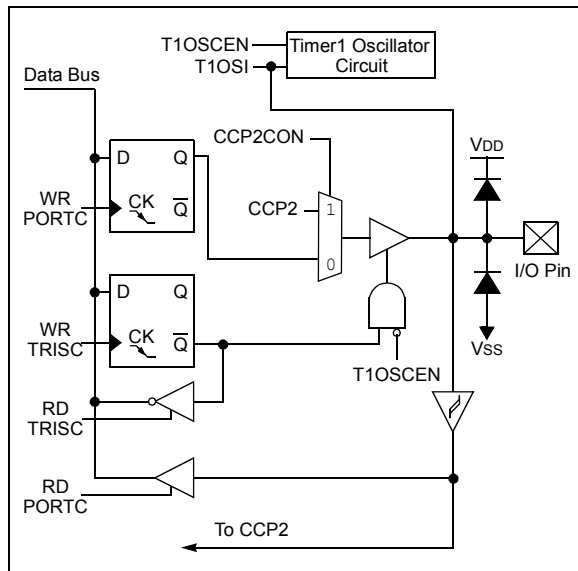 T1OSCEN
Timer1 Oscillator
Circuit
T1OSI
Data Bus
D Q
CCP2CON
VDD
WR
PORTC
CK
Q
CCP2
1
0
I/O Pin
D Q
WR
TRISC
CK
Q
VSS
T1OSCEN
RD
TRISC
RD
PORTC
To CCP2